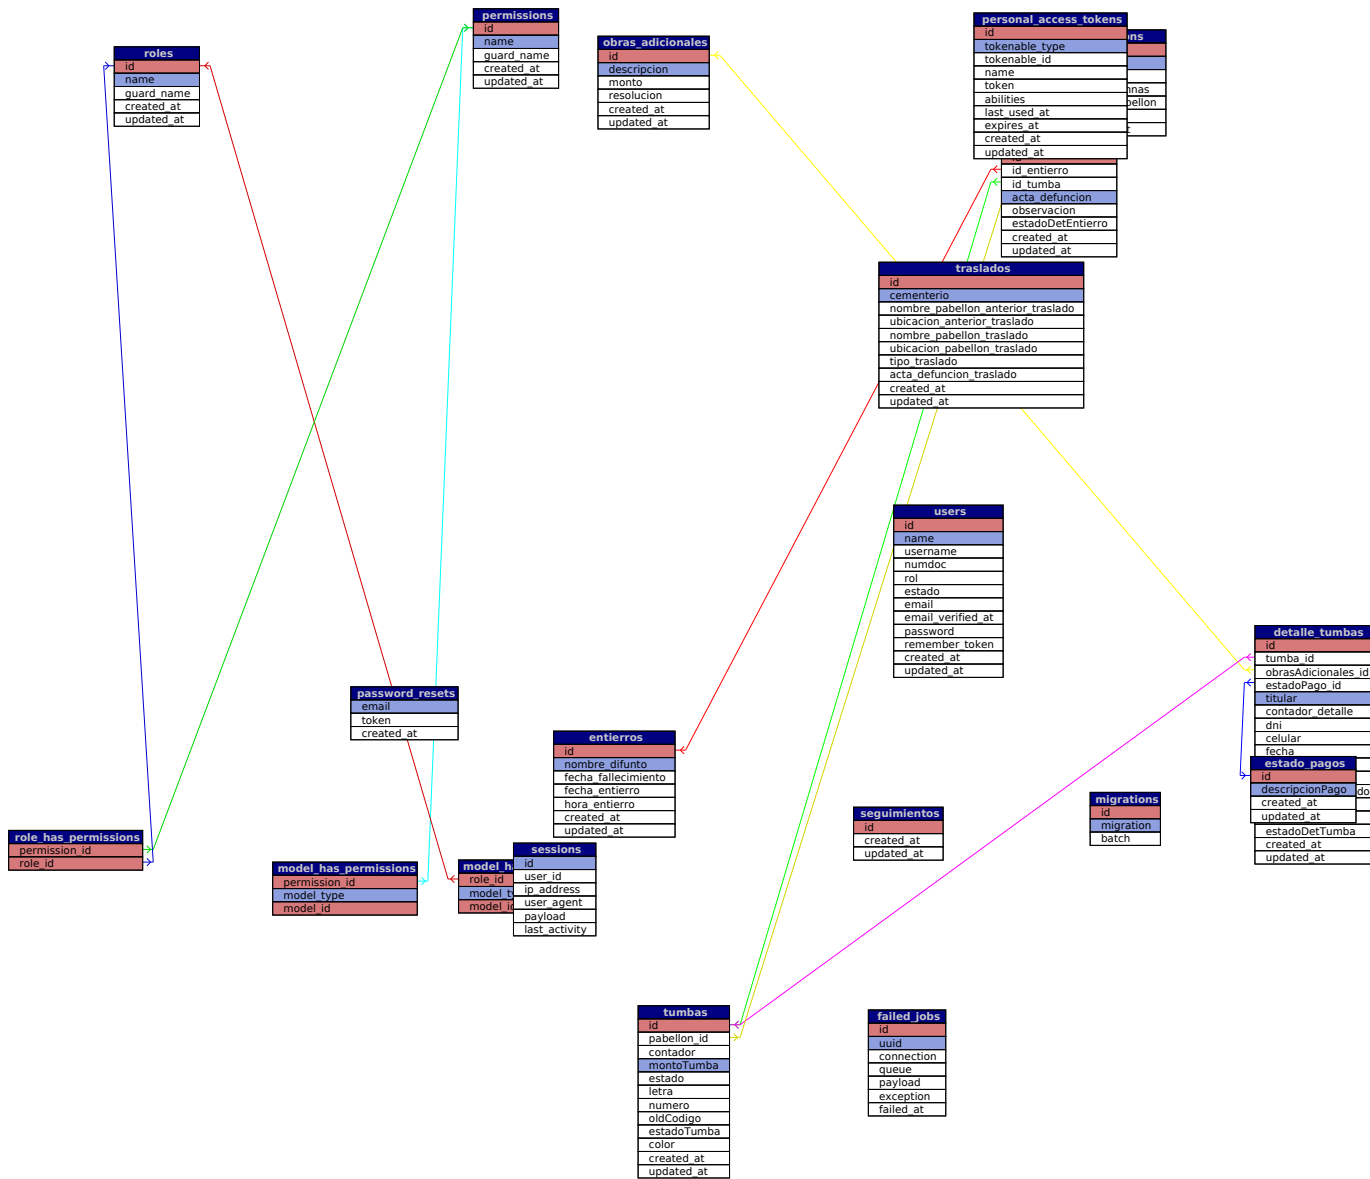 permissions
id
name
guard_name
created_at
updated_at
roles
id
name
guard_name
created_at
updated_at
obras_adicionales
id
descripcion
monto
resolucion
created_at
updated_at
personal_access_tokens
id
tokenable_type
tokenable_id
name
token
abilities
last_used_at
expires_at
created_at
updated_at
id_entierro
id_tumba
acta_defuncion
observacion
estadoDetEntierro
created_at
updated_at
traslados
id
cementerio
nombre_pabellon_anterior_traslado
ubicacion_anterior_traslado
nombre_pabellon_traslado
ubicacion_pabellon_traslado
tipo_traslado
acta_defuncion_traslado
created_at
updated_at
users
id
name
username
numdoc
rol
estado
email
email_verified_at
password
remember_token
created_at
updated_at
detalle_tumbas
id
tumba_id
obrasAdicionales_id
estadoPago_id
titular
contador_detalle
dni
celular
fecha
estado_pagos
id
descripcionPago
created_at
updated_at
do
estadoDetTumba
created_at
updated_at
password_resets
email
token
created_at
entierros
id
nombre_difunto
fecha_fallecimiento
fecha_entierro
hora_entierro
created_at
updated_at
migrations
id
migration
batch
seguimientos
id
created_at
updated_at
role_has_permissions
permission_id
role_id
model_has_permissions
permission_id
model_type
model_id
role_id
sessions
id
user_id
ip_address
user_agent
payload
last_activity
tumbas
id
pabellon_id
contador
montoTumba
estado
letra
numero
oldCodigo
estadoTumba
color
created_at
updated_at
failed_jobs
id
uuid
connection
queue
payload
exception
failed_at